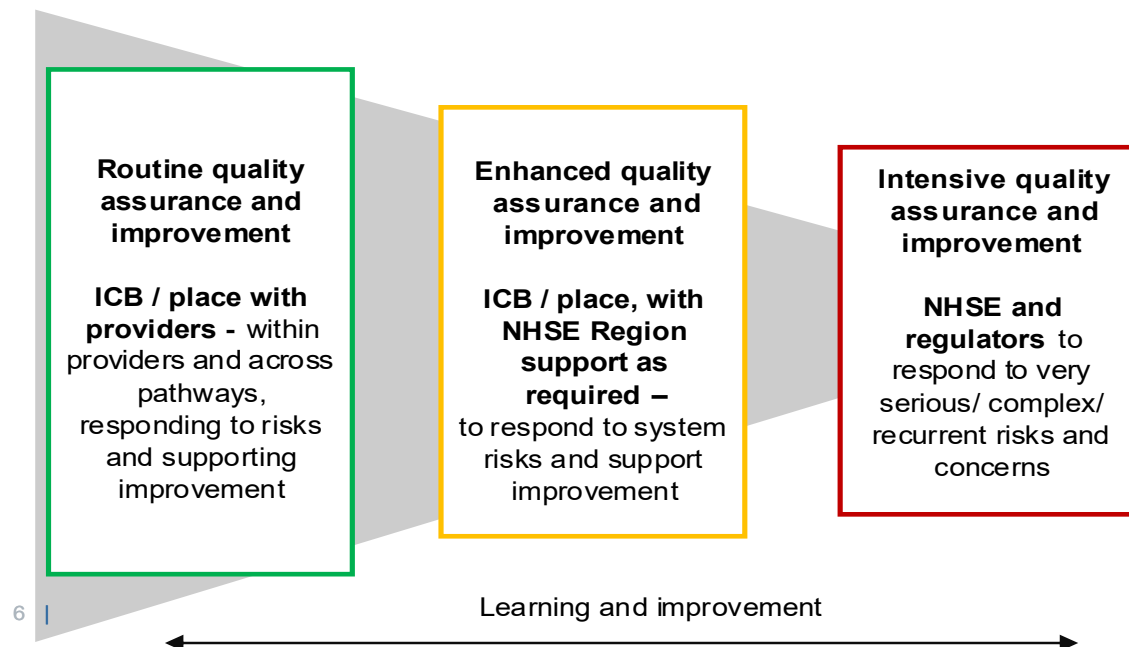 Routine quality
assurance and
improvement
ICB / place with
providers - within
providers and across
pathways,
responding to risks
and supporting
improvement
Enhanced quality
assurance and
improvement
ICB / place, with
NHSE Region
support as
required –
to respond to system
risks and support
improvement
Intensive quality
assurance and
improvement
NHSE and
regulators to
respond to very
serious/ complex/
recurrent risks and
concerns
Learning and improvement
6 |